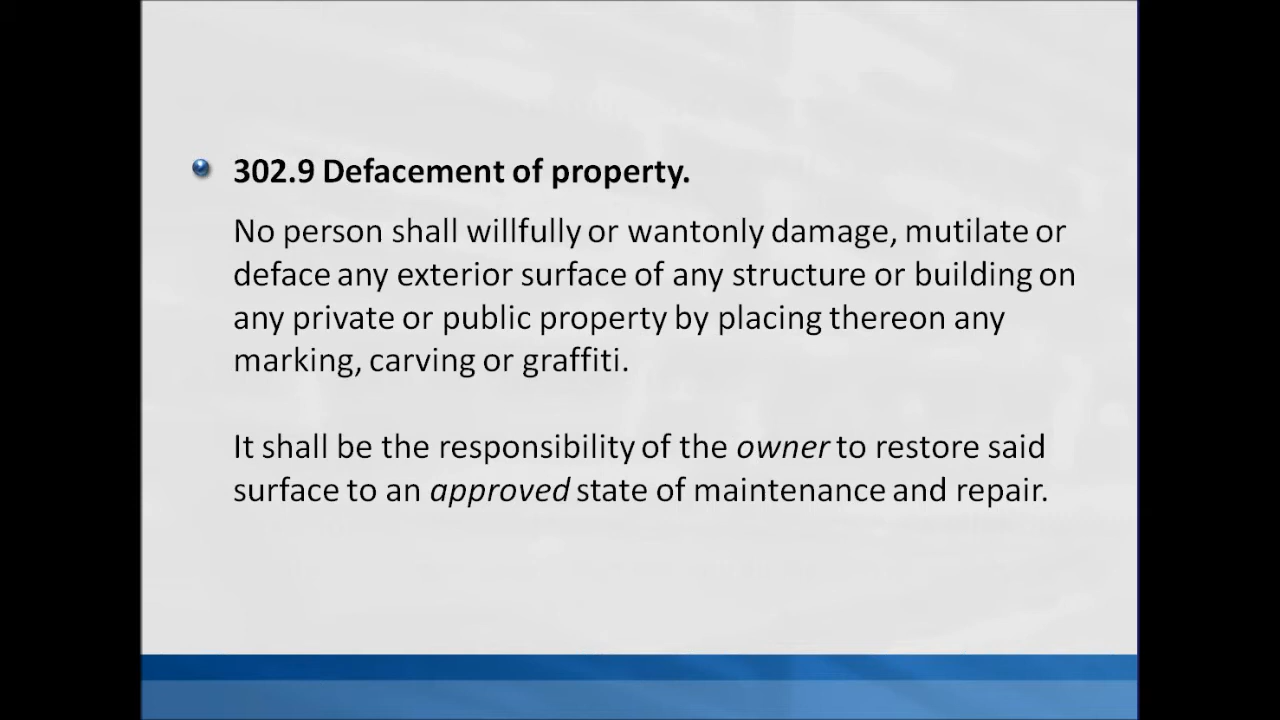 302.9 Defacement of property.
No person shall willfully or wantonly damage, mutilate or
deface any exterior surface of any structure or building on
any private or public property by placing thereon any
marking, carving or graffiti.
It shall be the responsibility of the owner to restore said
surface to an approved state of maintenance and repair.